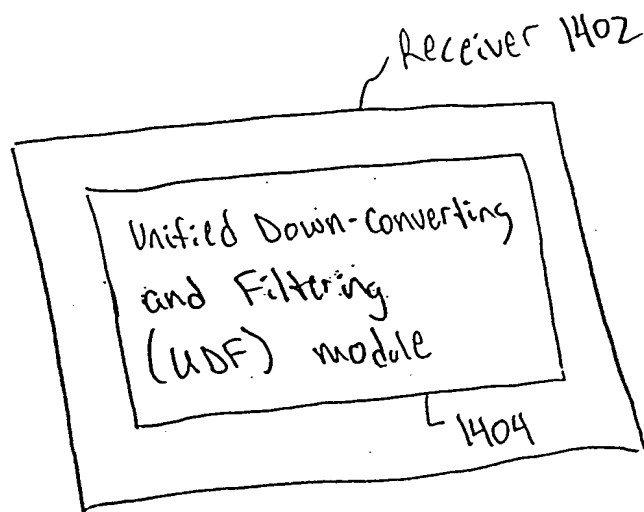 Receiver 1402
Unified Down-Converting
and Filtering
(UDF) module
1404